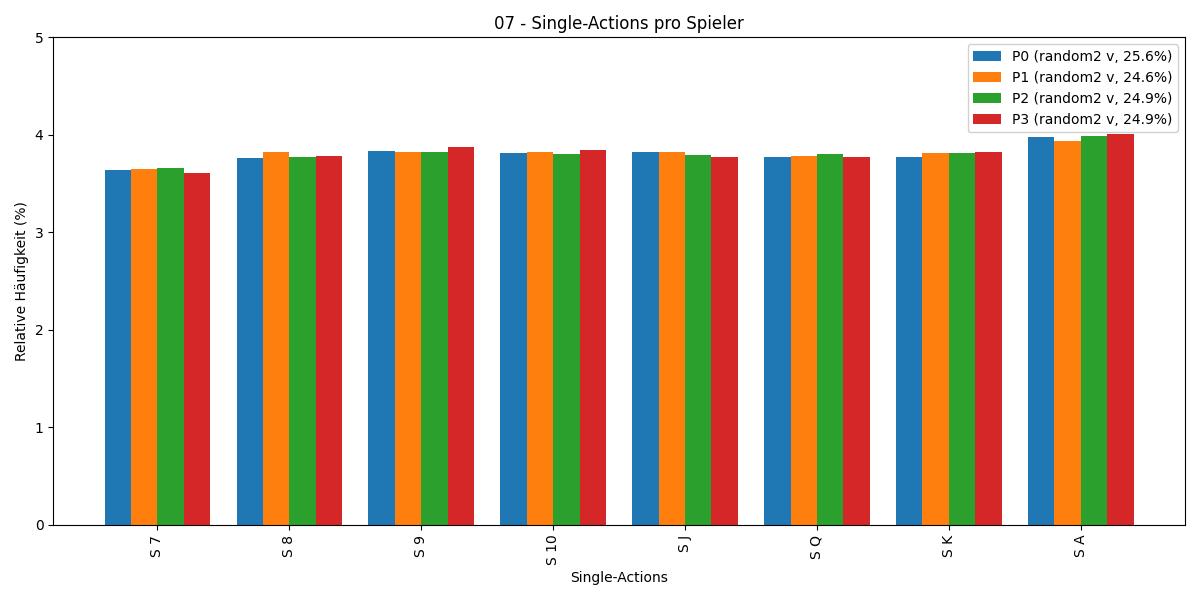 07 - Single-Actions pro Spieler
P0 (random2 v, 25.6%)
P1 (random2 v, 24.6%)
P2 (random2 v, 24.9%)
P3 (random2 v, 24.9%)
Relative Häufigkeit (%)
5
4
3
2
1
0
S 7
S 8
S 9
S 10
S J
S Q
S K
S A
Single-Actions